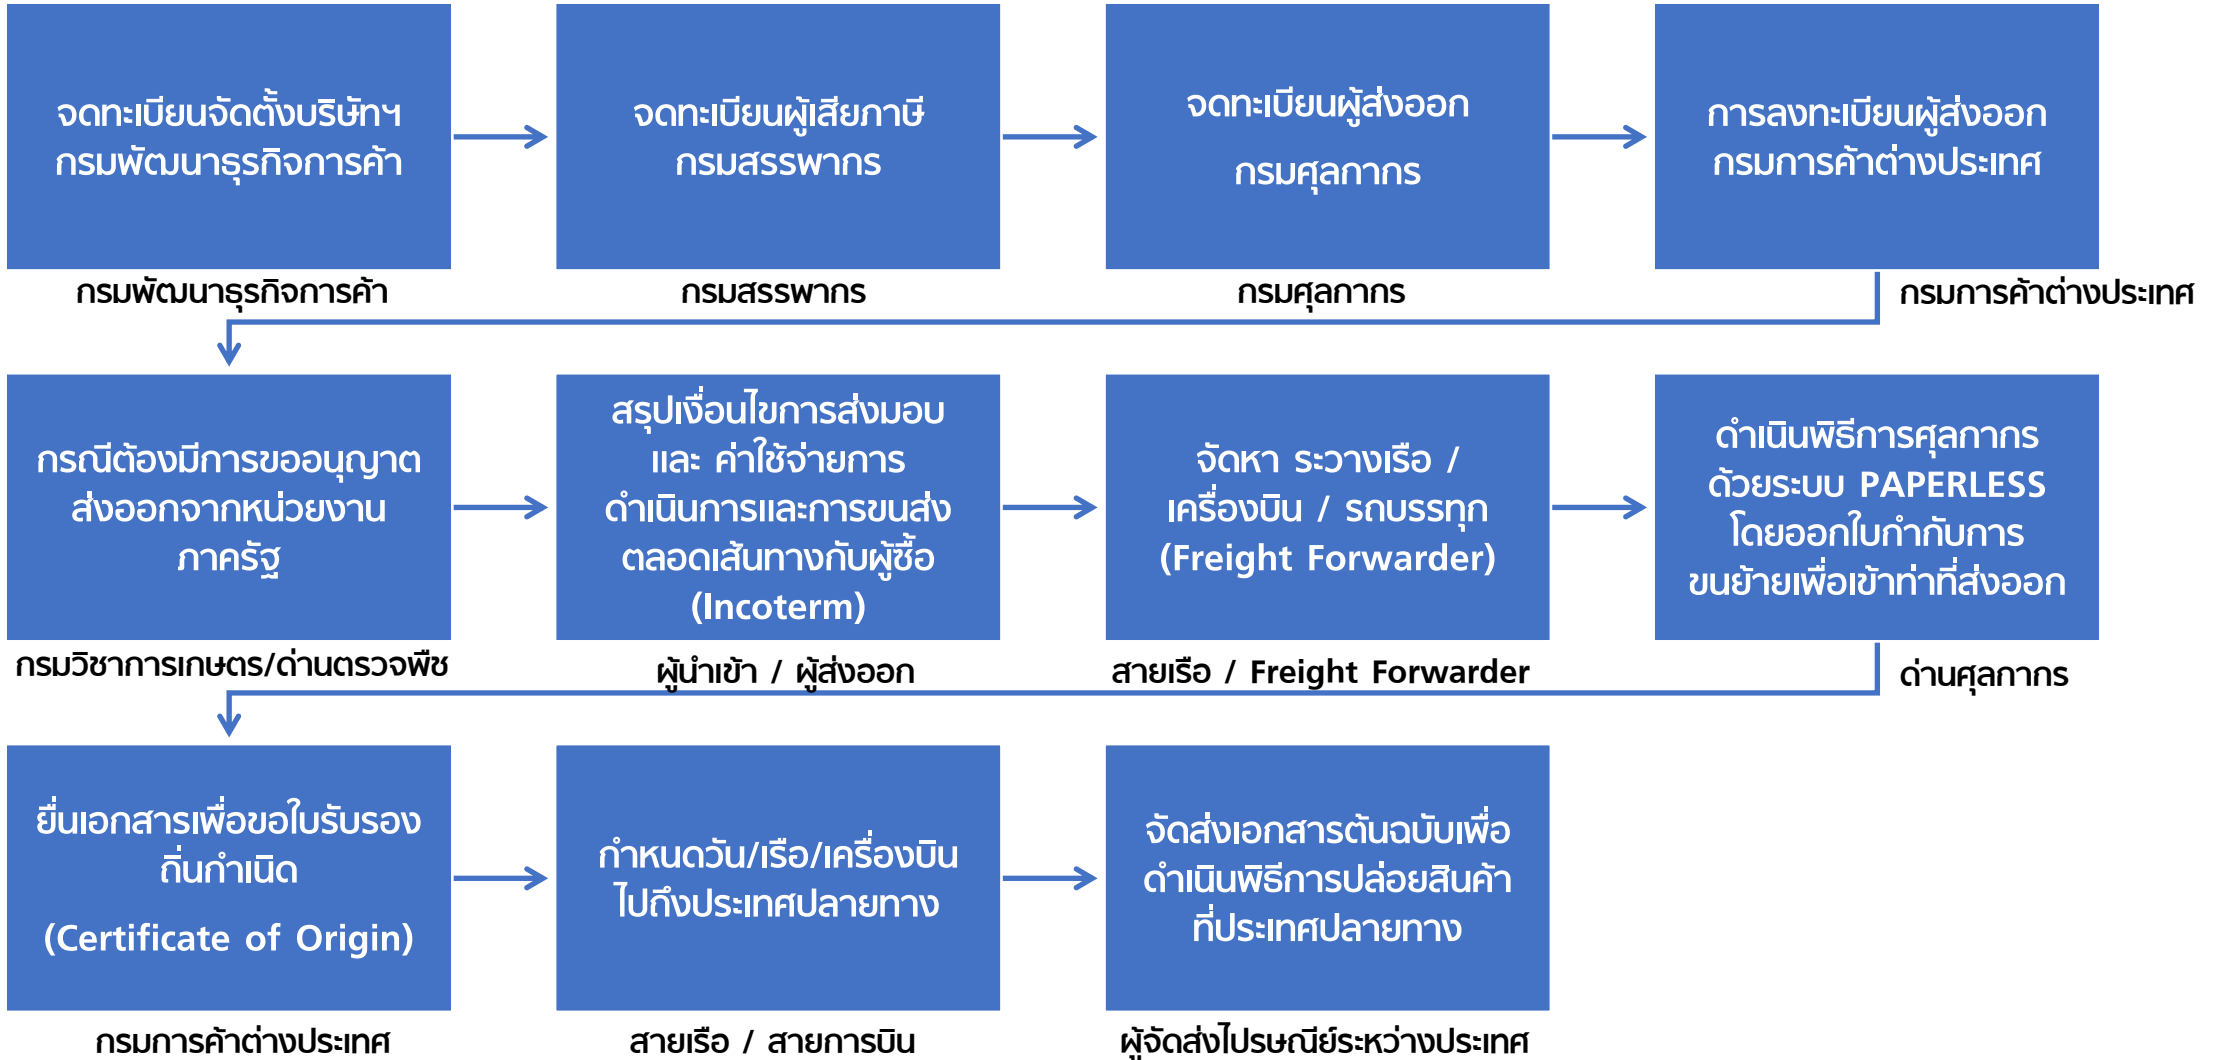 จดทะเบียนจัดตั้งบริษัทฯ
กรมพัฒนาธุรกิจการค้า
กรมพัฒนาธุรกิจการค้า
จดทะเบียนผู้เสียภาษี
กรมสรรพากร
กรมสรรพากร
จดทะเบียนผู้ส่งออก
กรมศุลกากร
กรมศุลกากร
การลงทะเบียนผู้ส่งออก
กรมการค้าต่างประเทศ
กรมการค้าต่างประเทศ
กรณีต้องมีการขออนุญาต
ส่งออกจากหน่วยงาน
ภาครัฐ
กรมวิชาการเกษตร/ด่านตรวจพืช
สรุปเงื่อนไขการส่งมอบ
และ ค่าใช้จ่ายการ
ดำเนินการและการขนส่ง
ตลอดเส้นทางกับผู้ซื้อ
(Incoterm)
ผู้นำเข้า / ผู้ส่งออก
จัดหา ระวางเรือ /
เครื่องบิน / รถบรรทุก
(Freight Forwarder)
สายเรือ / Freight Forwarder
ดำเนินพิธีการศุลกากร
ด้วยระบบ PAPERLESS
โดยออกใบกำกับการ
ขนย้ายเพื่อเข้าท่าที่ส่งออก
ด่านศุลกากร
ยื่นเอกสารเพื่อขอใบรับรอง
ถิ่นกำเนิด
(Certificate of Origin)
กรมการค้าต่างประเทศ
กำหนดวัน/เรือ/เครื่องบิน
ไปถึงประเทศปลายทาง
สายเรือ / สายการบิน
จัดส่งเอกสารต้นฉบับเพื่อ
ดำเนินพิธีการปล่อยสินค้า
ที่ประเทศปลายทาง
ผู้จัดส่งไปรษณีย์ระหว่างประเทศ